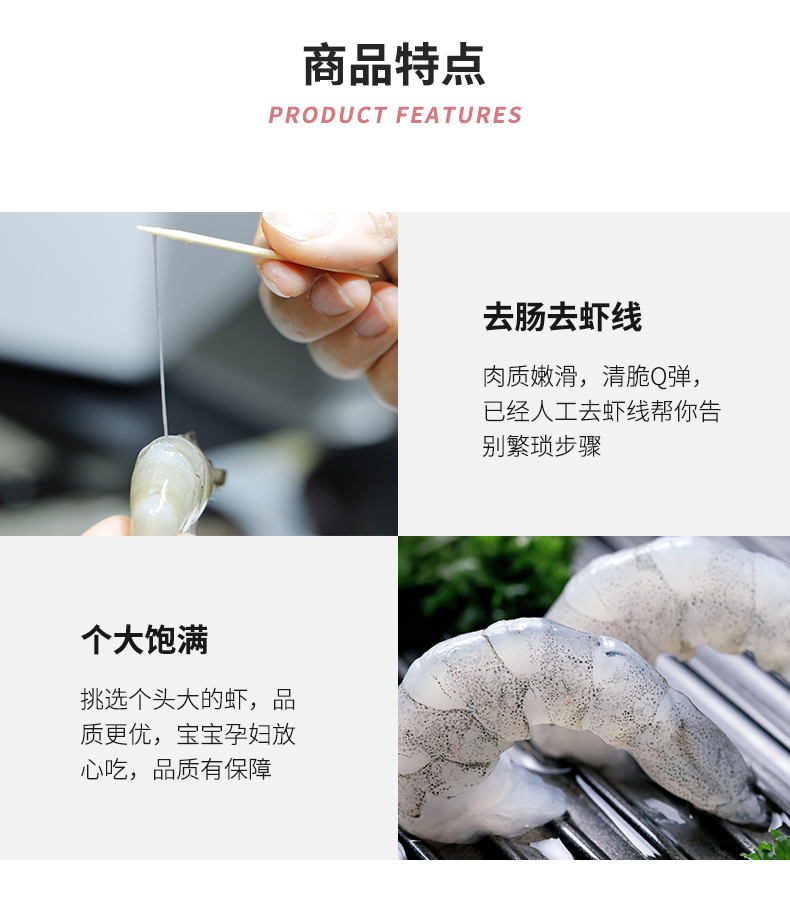 商品特点
PRODUCT FEATURES
去肠去虾线
肉质嫩滑，清脆Q弹，
已经人工去虾线帮你告
别繁琐步骤
个大饱满
挑选个头大的虾，品
质更优，宝宝孕妇放
心吃，品质有保障